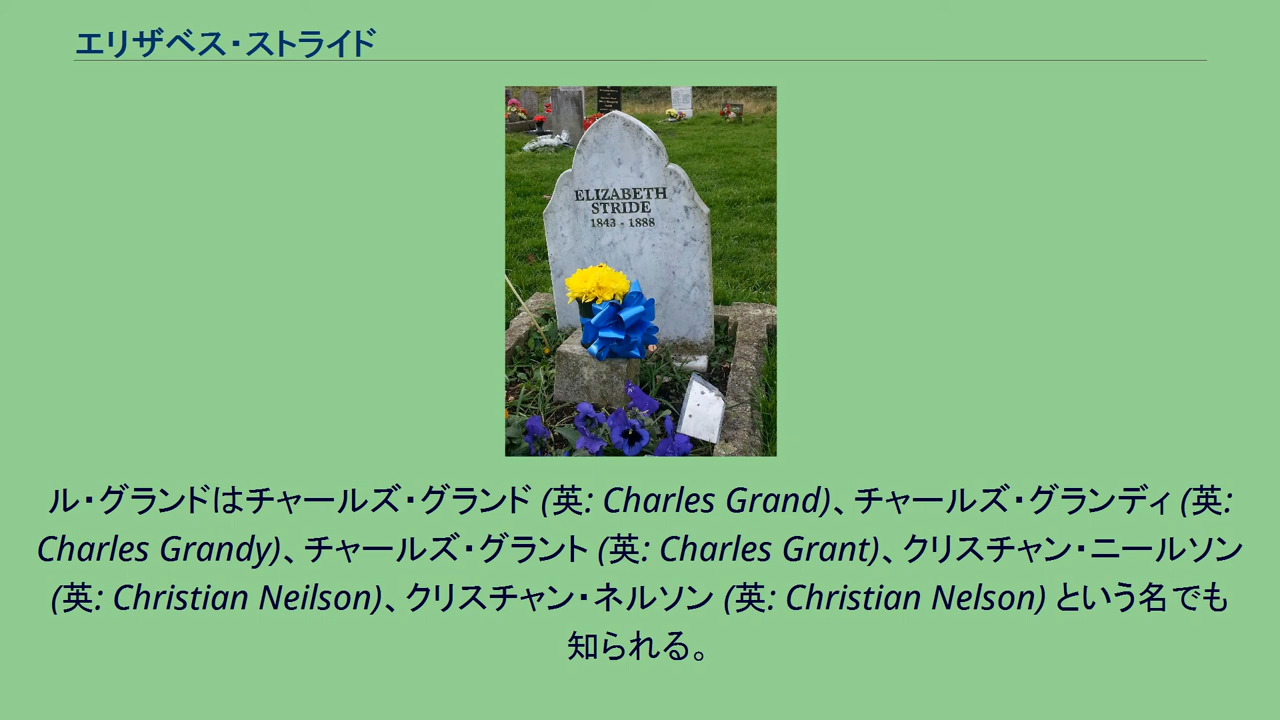 エリザベス・ストライド
ELIZABETH
STRIDE
1843 - 1888
ル・グランドはチャールズ・グランド (英: Charles Grand)、チャールズ・グランディ (英:
Charles Grandy)、チャールズ・グラント (英: Charles Grant)、クリスチャン・ニールソン
(英: Christian Neilson)、クリスチャン・ネルソン (英: Christian Nelson) という名でも
知られる。